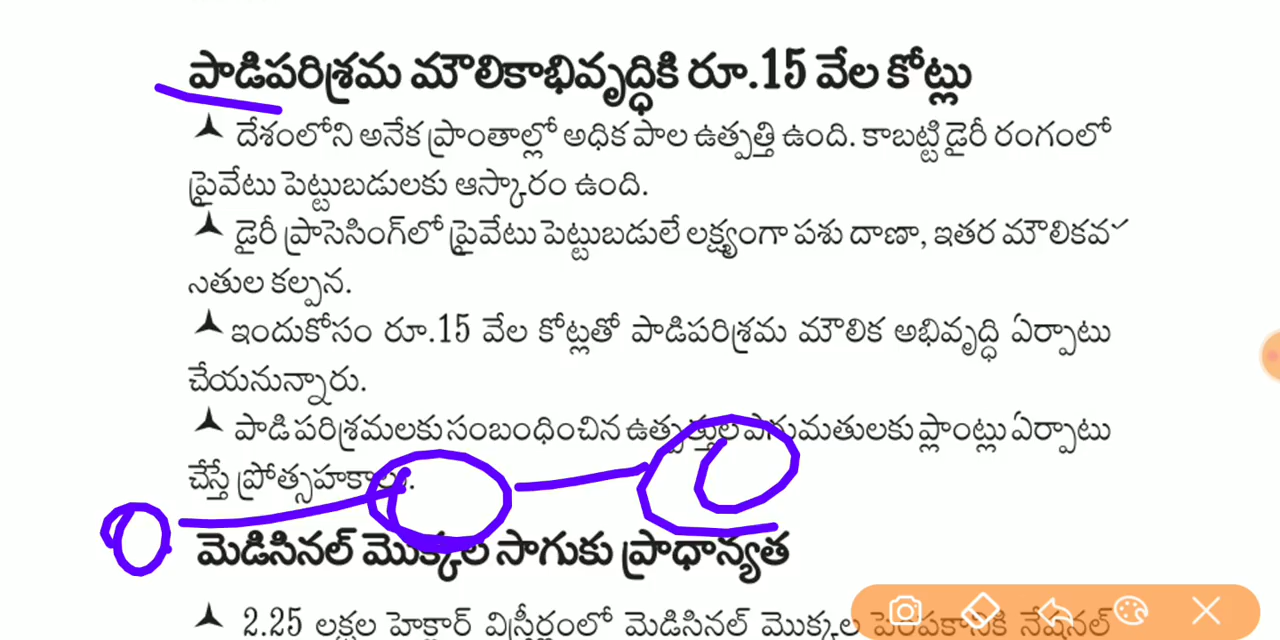 పాడిపరిశ్రమ మౌలికాభివృద్ధికి రూ.15 వేల కోట్లు
దేశంలోని అనేక ప్రాంతాల్లో అధిక పాల ఉత్పత్తి ఉంది. కాబట్టి డైరీ రంగంలో
ప్రైవేటు పెట్టుబడులకు ఆస్కారం ఉంది.
డైరీ ప్రాసెసింగ్‌లో ప్రైవేటు పెట్టుబడులే లక్ష్యంగా పశు దాణా, ఇతర మౌలికవ
సతుల కల్పన.
ఇందుకోసం రూ.15 వేల కోట్లతో పాడిపరిశ్రమ మౌలిక అభివృద్ధి ఏర్పాటు
చేయనున్నారు.
పాడి పరిశ్రమలకు సంబంధించిన ఉత్పత్తుల ఎగుమతులకు ప్లాంట్లు ఏర్పాటు
చేస్తే ప్రోత్సహకాలు.
మెడిసినల్ మొక్కల సాగుకు ప్రాధాన్యత
2.25 లక్షల హెక్టార్ విస్తీర్ణంలో మెడిసినల్ మొక్కల పెంపకానికి నేషనల్